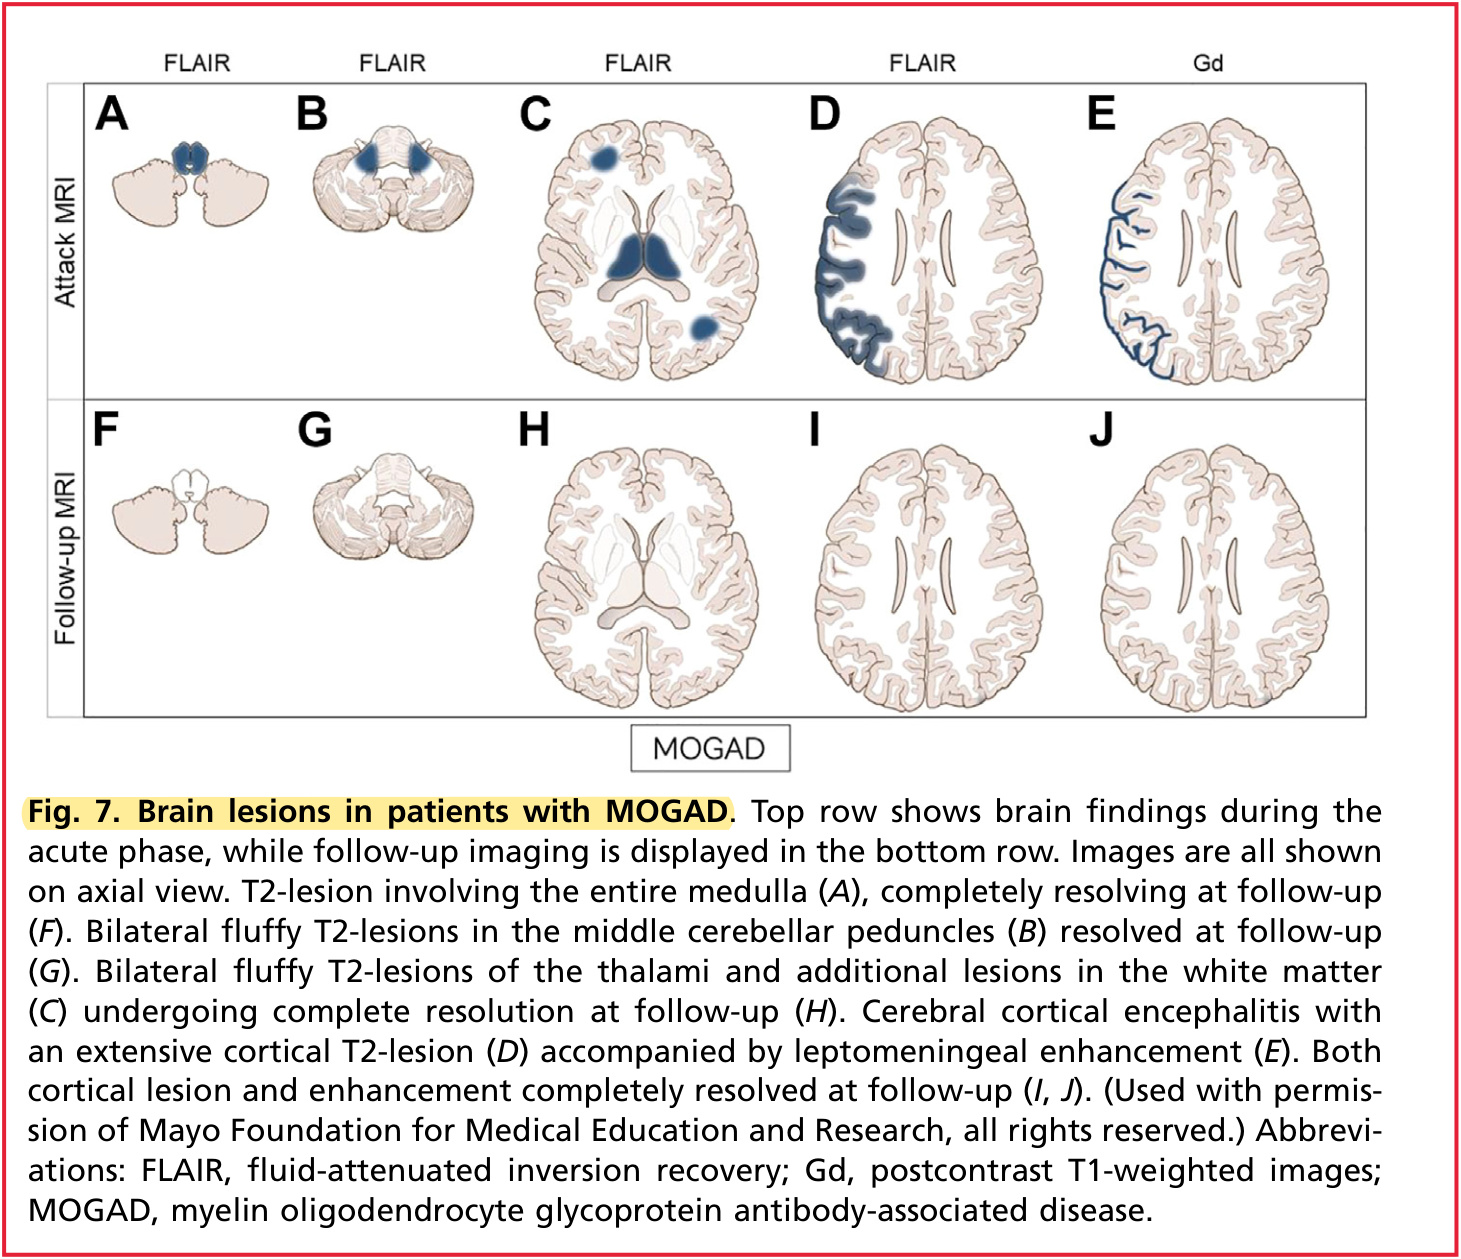 FLAIR FLAIR FLAIR FLAIR Gd
A B C D E
Attack MRI
F G H I J
Follow-up MRI
MOGAD
Fig. 7. Brain lesions in patients with MOGAD. Top row shows brain findings during the
acute phase, while follow-up imaging is displayed in the bottom row. Images are all shown
on axial view. T2-lesion involving the entire medulla (A), completely resolving at follow-up
(F). Bilateral fluffy T2-lesions in the middle cerebellar peduncles (B) resolved at follow-up
(G). Bilateral fluffy T2-lesions of the thalami and additional lesions in the white matter
(C) undergoing complete resolution at follow-up (H). Cerebral cortical encephalitis with
an extensive cortical T2-lesion (D) accompanied by leptomeningeal enhancement (E). Both
cortical lesion and enhancement completely resolved at follow-up (I, J). (Used with permis-
sion of Mayo Foundation for Medical Education and Research, all rights reserved.) Abbrevi-
ations: FLAIR, fluid-attenuated inversion recovery; Gd, postcontrast T1-weighted images;
MOGAD, myelin oligodendrocyte glycoprotein antibody-associated disease.